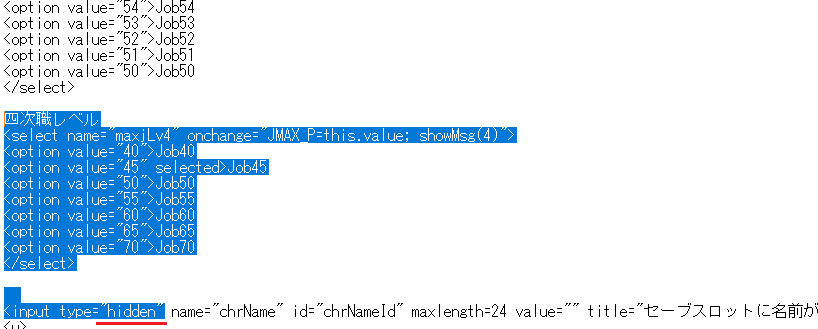 <option value="54">Job54
<option value="53">Job53
<option value="52">Job52
<option value="51">Job51
<option value="50">Job50
</select>
四次職レベル
<select name="maxjLv4" onchange="JMAX_P=this.value; showMsg(4)">
<option value="40">Job40
<option value="45" selected>Job45
<option value="50">Job50
<option value="55">Job55
<option value="60">Job60
<option value="65">Job65
<option value="70">Job70
</select>
<input type="hidden" name="chrName" id="chrNameId" maxlength=24 value="" title="セーブスロットに名前が